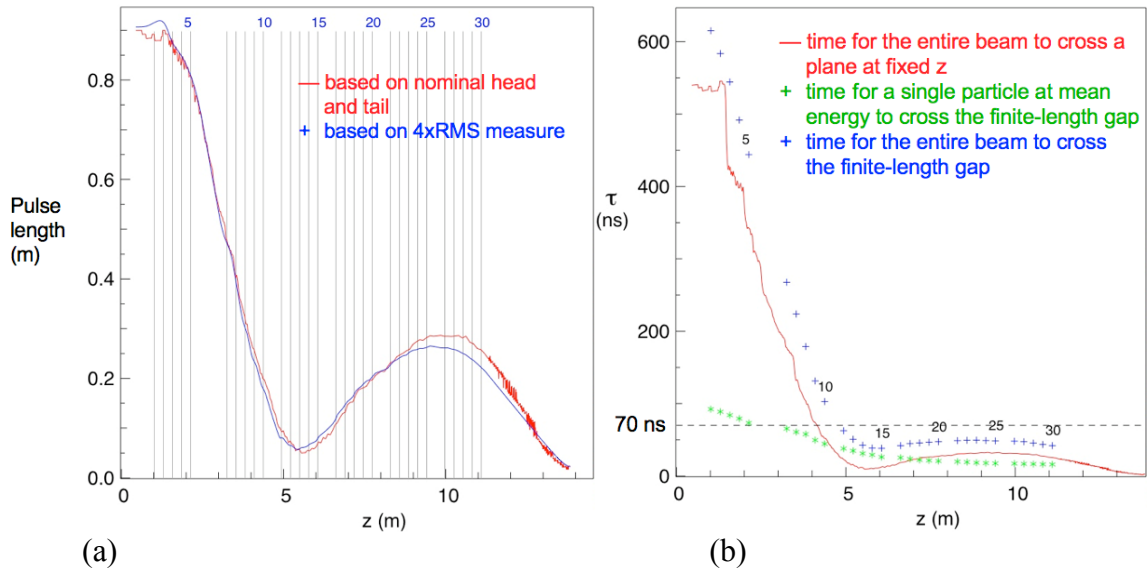 5 10 15 20 25 30
0.8
0.6
0.4
0.2
0.0
Pulse
length
(m)
based on nominal head
and tail
based on 4xRMS measure
0 5 10
z (m)
(a)
600
400
200
0
τ
(ns)
70 ns
time for the entire beam to cross a
plane at fixed z
time for a single particle at mean
energy to cross the finite-length gap
time for the entire beam to cross
the finite-length gap
5
10
15 20 25 30
0 5 10
z (m)
(b)